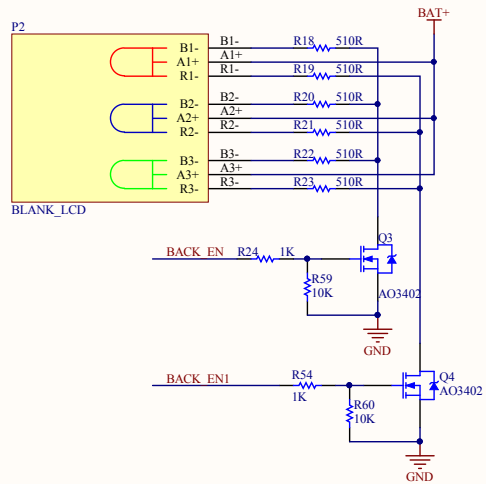 P2
BAT+
B1- B1- R18 510R
A1+ A1+
R1- R1- R19 510R
B2- B2- R20 510R
A2+ A2+
R2- R2- R21 510R
B3- B3- R22 510R
A3+ A3+
R3- R3- R23 510R
BLANK_LCD
Q3
BACK_EN R24 1K
R59
10K
AO3402
GND
BACK_EN1 R54
1K
Q4
AO3402
R60
10K
GND